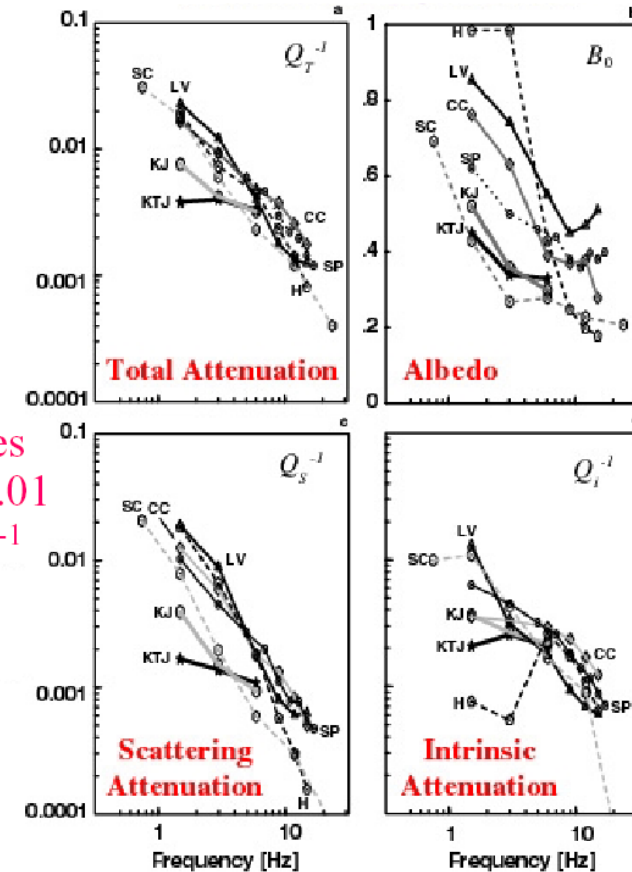 a
0.1
0.01
0.001
0.0001
Q_T^-1
SC
LV
KJ
KTJ
CC
SP
H
Total Attenuation
1
.8
.6
.4
.2
0
B_0
H
LV
CC
SC
SP
KJ
KTJ
Albedo
es
.01
-1
c
0.1
0.01
0.001
0.0001
Q_S^-1
SC
CC
LV
KJ
KTJ
SP
H
Scattering
Attenuation
1
10
Frequency [Hz]
Q_i^-1
LV
SC
KJ
KTJ
CC
H
SP
Intrinsic
Attenuation
1
10
Frequency [Hz]